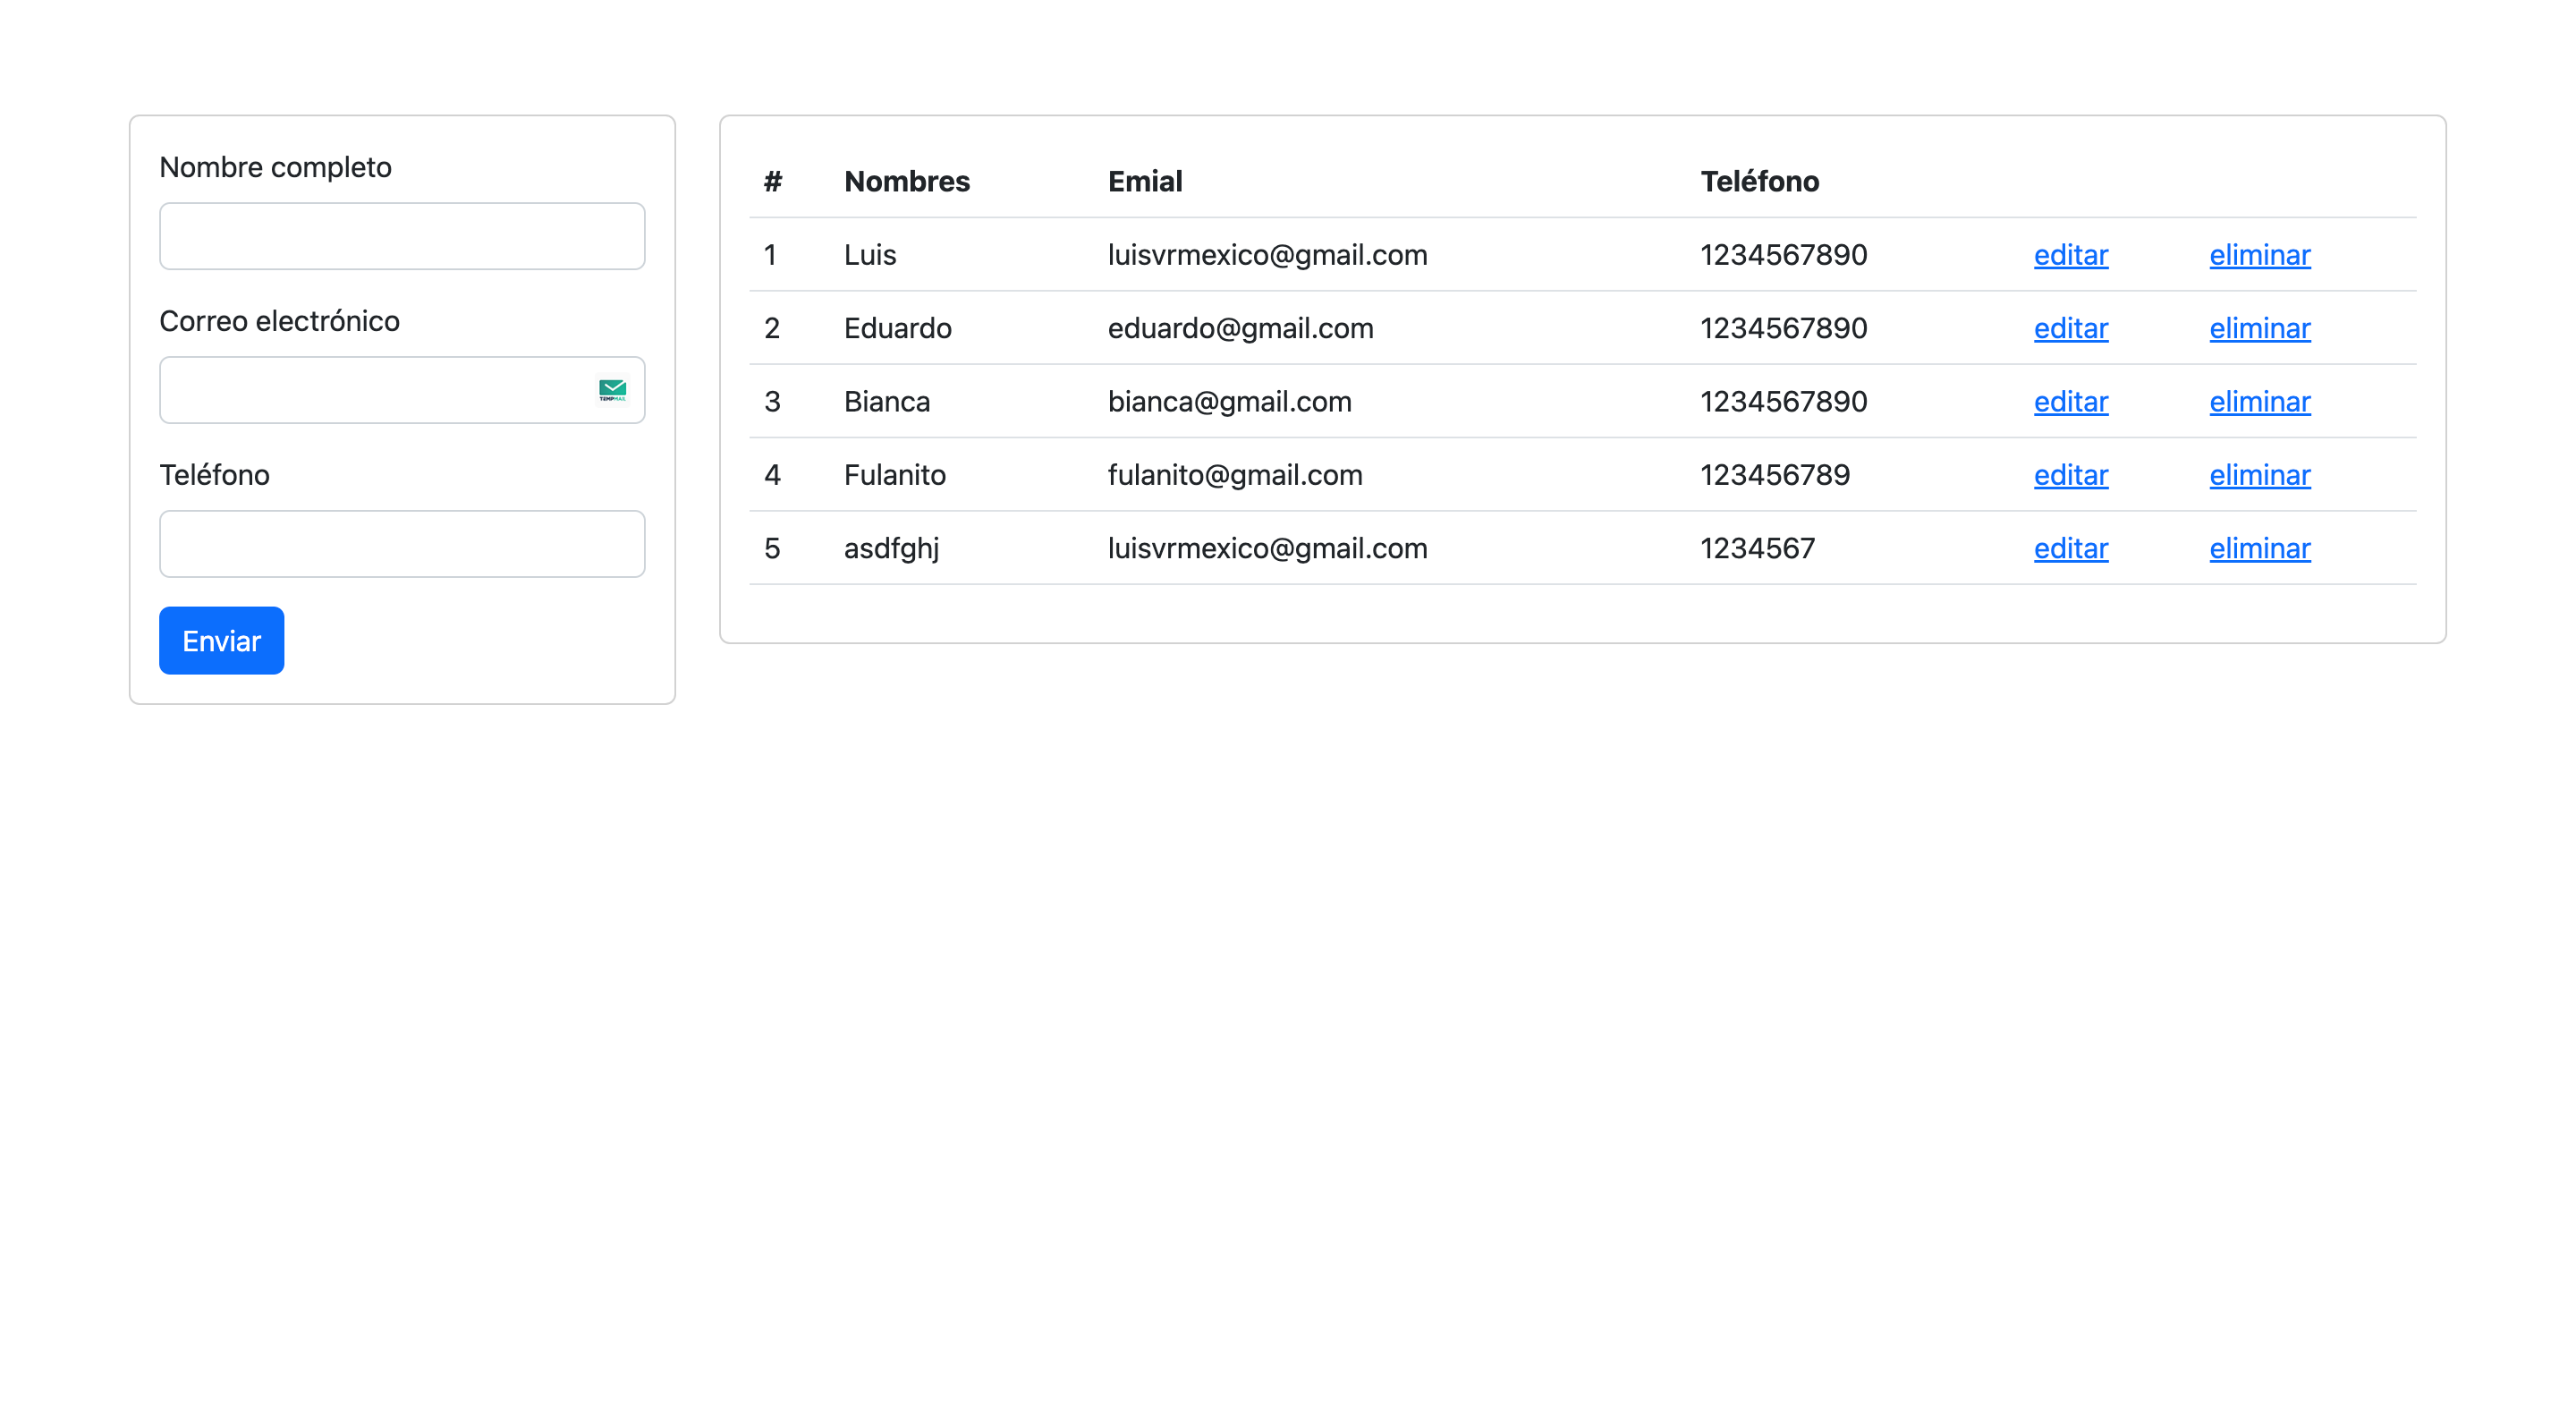 Nombre completo
Correo electrónico
TEMPMAIL
Teléfono
Enviar
# Nombres Emial Teléfono
1 Luis luisvrmexico@gmail.com 1234567890 editar eliminar
2 Eduardo eduardo@gmail.com 1234567890 editar eliminar
3 Bianca bianca@gmail.com 1234567890 editar eliminar
4 Fulanito fulanito@gmail.com 123456789 editar eliminar
5 asdfghj luisvrmexico@gmail.com 1234567 editar eliminar